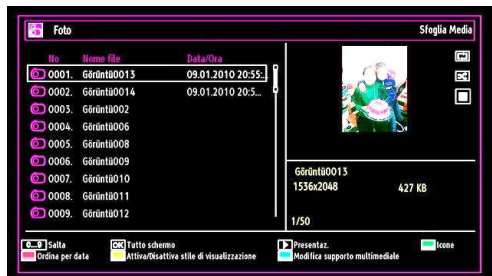 Foto
Sfoglia Media
No Nome file Data/Ora
0001. Görüntü0013 09.01.2010 20:55:..
0002. Görüntü0014 09.01.2010 20:5...
0003. Görüntü002
0004. Görüntü006
0005. Görüntü008
0006. Görüntü009
0007. Görüntü010
0008. Görüntü011
0009. Görüntü012
Görüntü0013
1536x2048 427 KB
1/50
0...9 Salta OK Tutto schermo Presentaz. Icone
Ordina per data Attiva/Disattiva stile di visualizzazione Modifica supporto multimediale